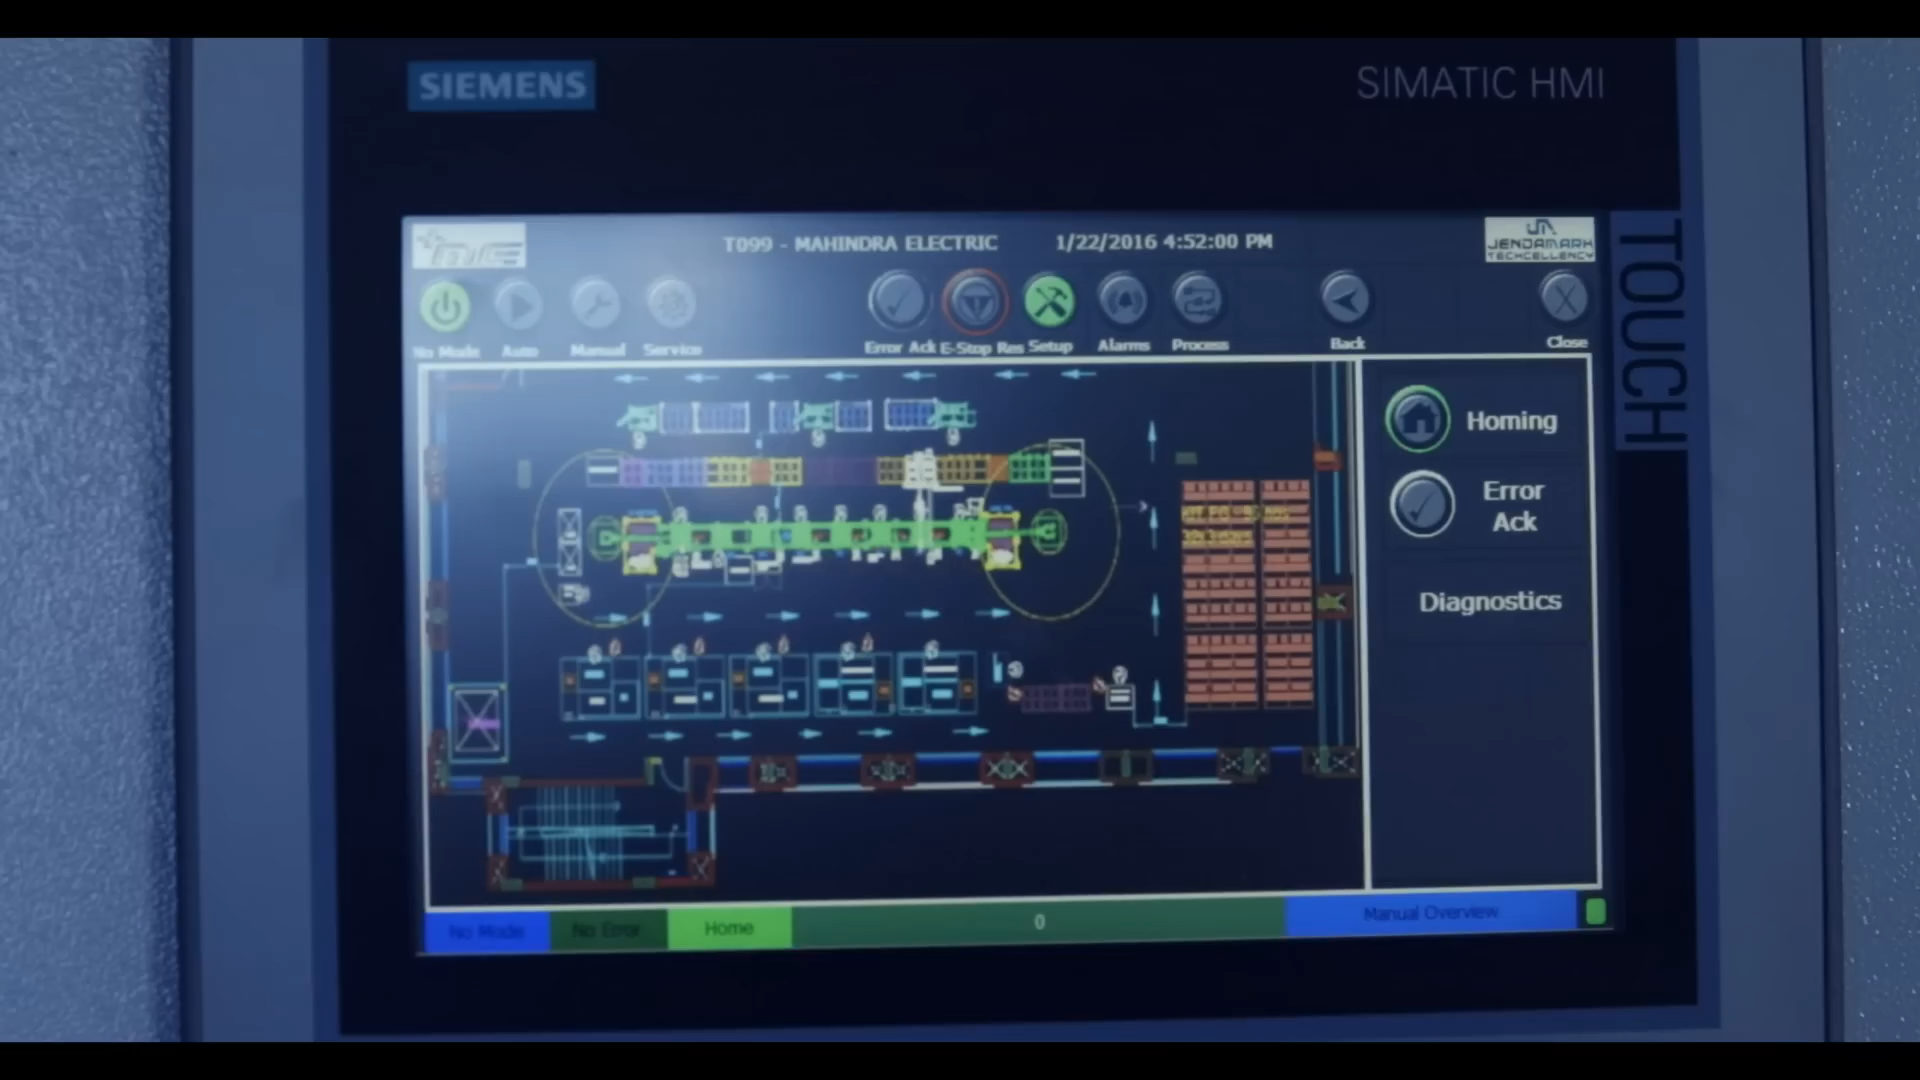 SIEMENS
SIMATIC HMI
TOUCH
T099 - MAHINDRA ELECTRIC
1/22/2016 4:52:00 PM
JENDAMARK
TECHCELLENCY
No Mode
Auto
Manual
Service
Error Ack
E-Stop Res
Setup
Alarms
Process
Back
Close
Homing
Error
Ack
Diagnostics
No Mode
No Error
Home
0
Manual Overview